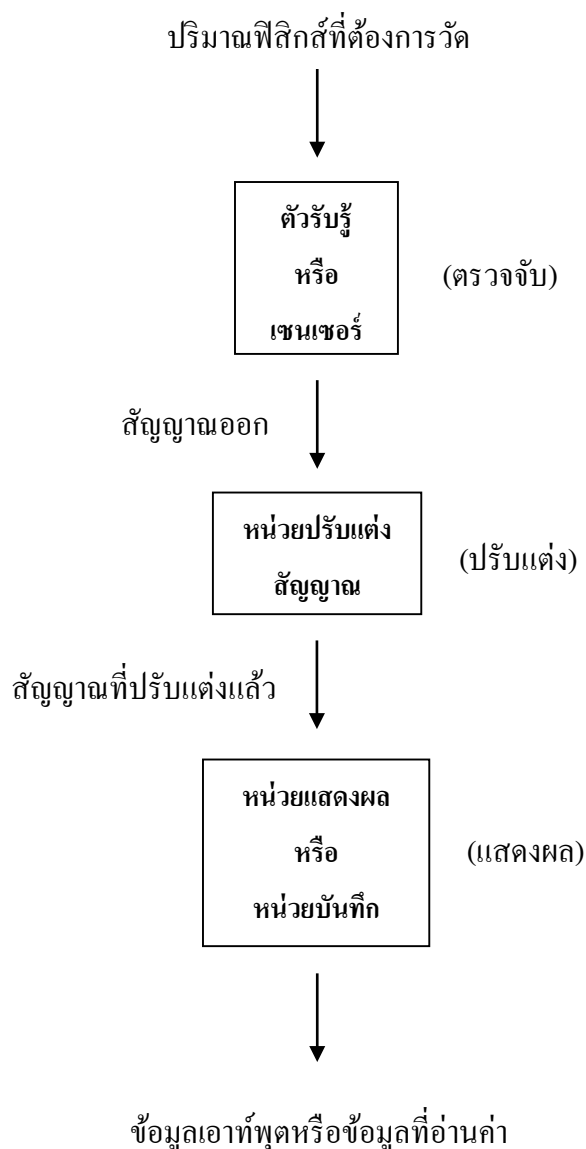 ปริมาณฟิสิกส์ที่ต้องการวัด
ตัวรับรู้
หรือ
เซนเซอร์
(ตรวจจับ)
สัญญาณออก
หน่วยปรับแต่ง
สัญญาณ
(ปรับแต่ง)
สัญญาณที่ปรับแต่งแล้ว
หน่วยแสดงผล
หรือ
หน่วยบันทึก
(แสดงผล)
ข้อมูลเอาท์พุตหรือข้อมูลที่อ่านค่า